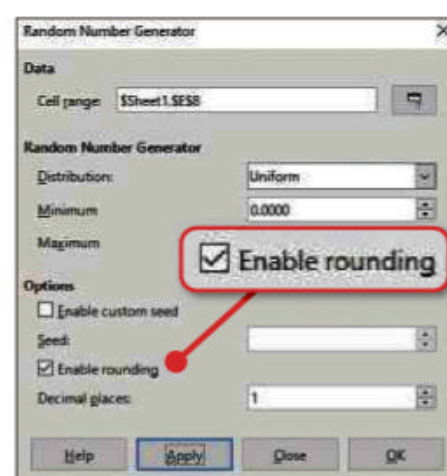 Random Number Generator
Data
Cell range: $Sheet1.$E$8
Random Number Generator
Distribution: Uniform
Minimum 0.0000
Maximum
Enable rounding
Options
Enable custom seed
Seed:
Enable rounding
Decimal places: 1
Help Apply Close OK